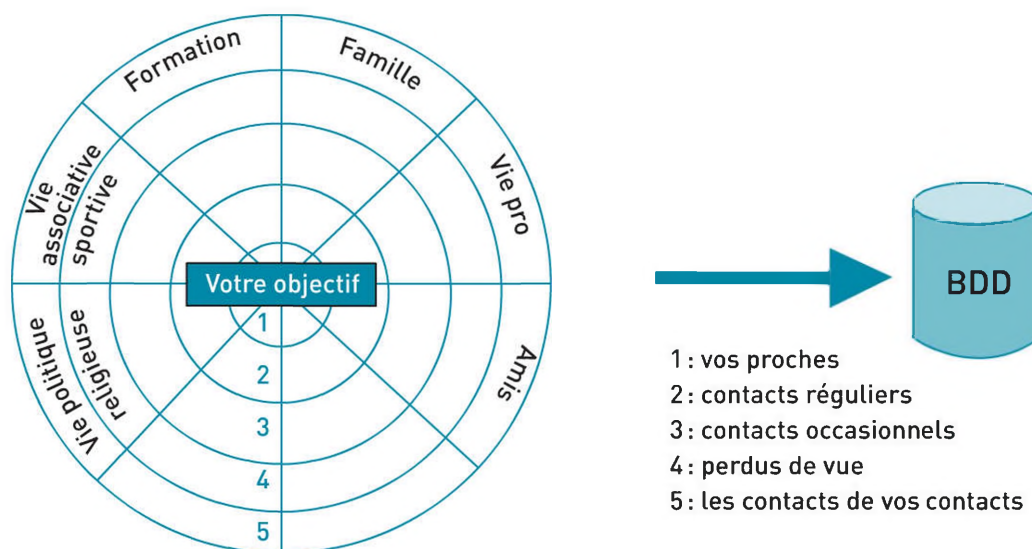 Formation
Famille
Vie
associative
sportive
Vie pro
Votre objectif
Vie politique
religieuse
Amis
1
2
3
4
5
BDD
1 : vos proches
2 : contacts réguliers
3 : contacts occasionnels
4 : perdus de vue
5 : les contacts de vos contacts